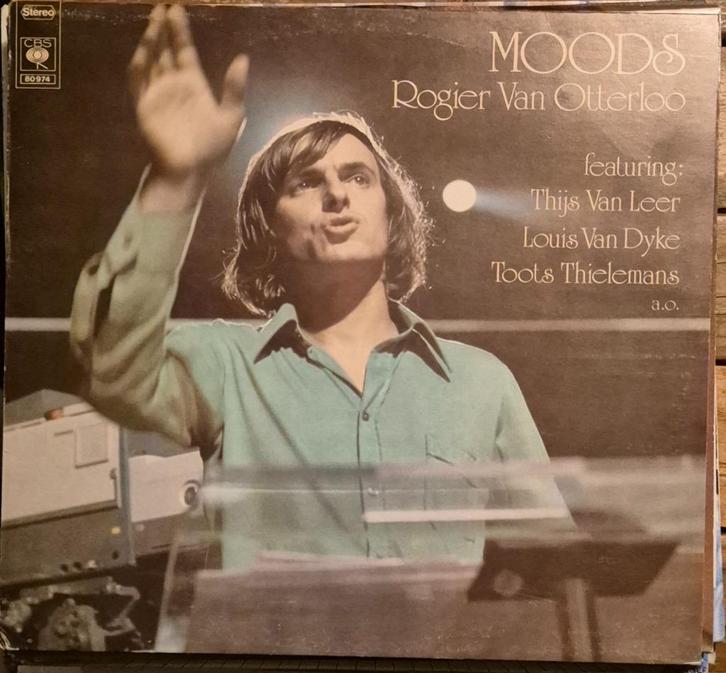 Stereo
CBS
80974
MOODS
Rogier Van Otterloo
featuring:
Thijs Van Leer
Louis Van Dyke
Toots Thielemans
a.o.